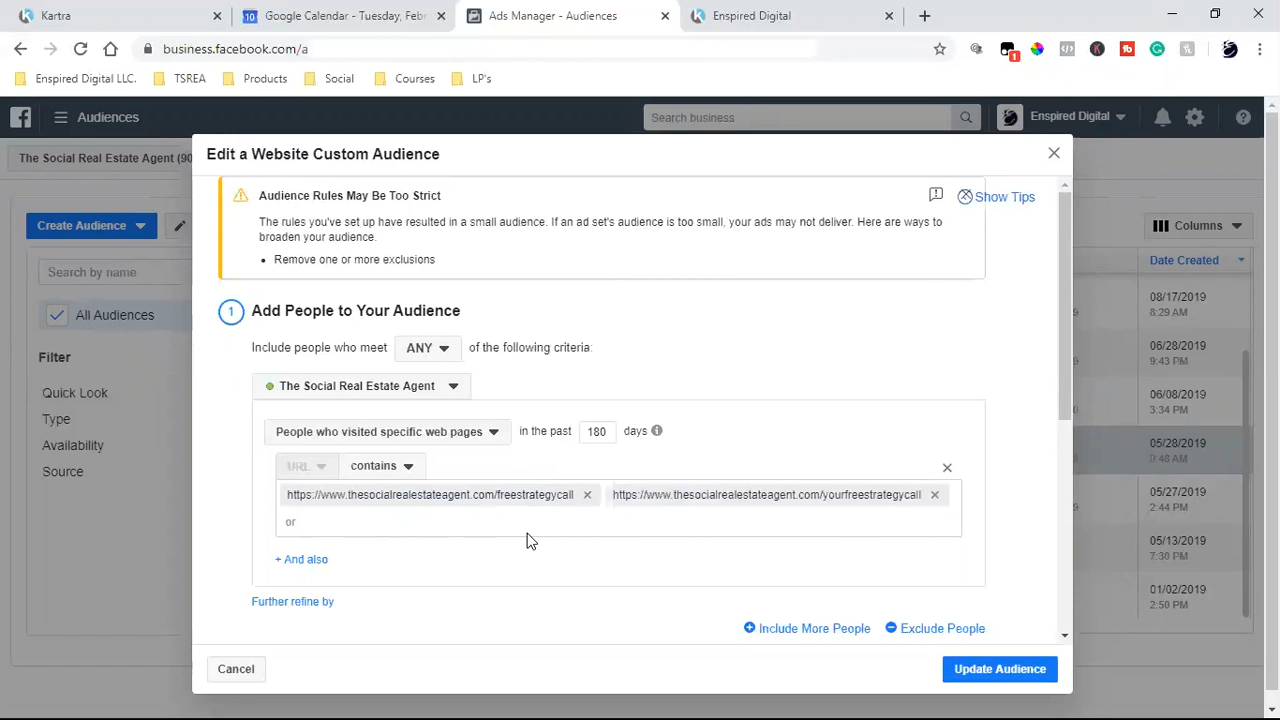 Kartra
Google Calendar - Tuesday, Februa
Ads Manager - Audiences
Enspired Digital
business.facebook.com/a
1
Enspired Digital LLC.
TSREA
Products
Social
Courses
LP's
Audiences
Search business
Enspired Digital
The Social Real Estate Agent (90
Edit a Website Custom Audience
Audience Rules May Be Too Strict
Show Tips
The rules you've set up have resulted in a small audience. If an ad set's audience is too small, your ads may not deliver. Here are ways to
broaden your audience.
• Remove one or more exclusions
Create Audience
Columns
Search by name
Date Created
All Audiences
Filter
Quick Look
Type
Availability
Source
1
Add People to Your Audience
Include people who meet ANY of the following criteria:
The Social Real Estate Agent
People who visited specific web pages in the past 180 days
URL contains
https://www.thesocialrealestateagent.com/freestrategycall
https://www.thesocialrealestateagent.com/yourfreestrategycall
or
+ And also
Further refine by
Include More People
Exclude People
Cancel
Update Audience
08/17/2019
8:29 AM
06/28/2019
9:43 PM
06/08/2019
3:34 PM
05/28/2019
9:48 AM
05/27/2019
2:44 PM
05/13/2019
7:30 PM
01/02/2019
2:50 PM